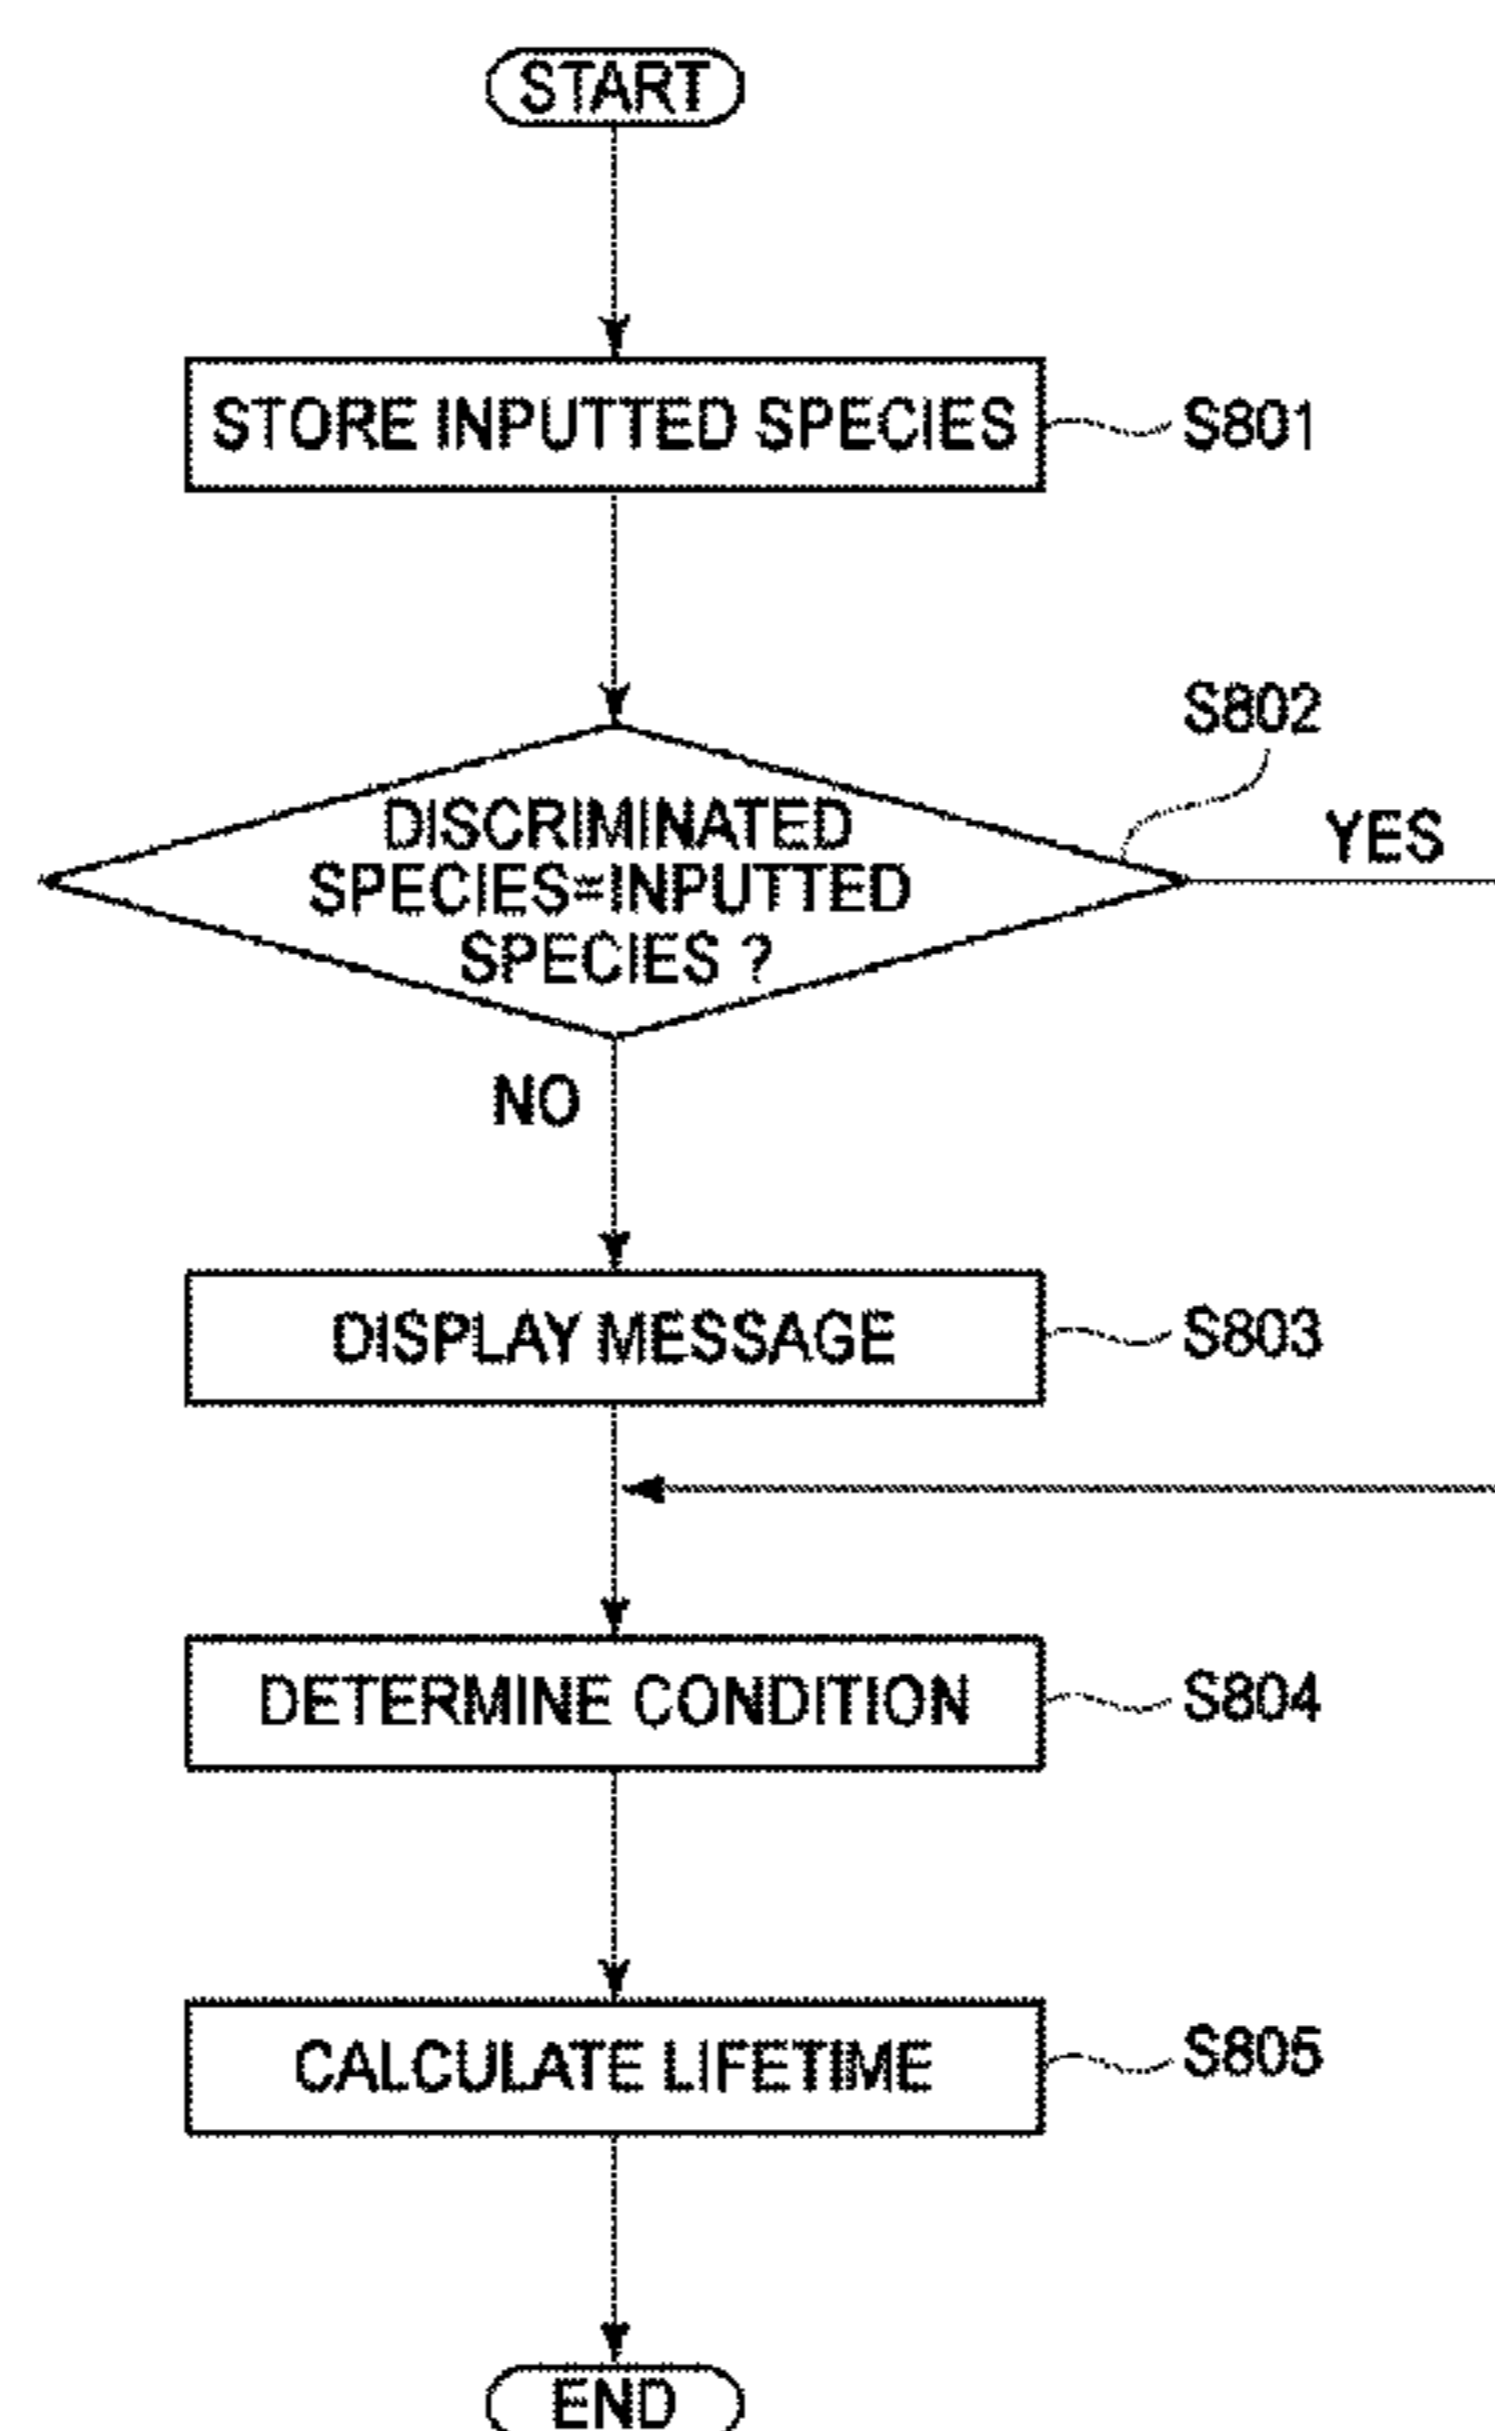 START
STORE INPUTTED SPECIES
S801
S802
DISCRIMINATED
SPECIES=INPUTTED
SPECIES ?
YES
NO
DISPLAY MESSAGE
S803
DETERMINE CONDITION
S804
CALCULATE LIFETIME
S805
END